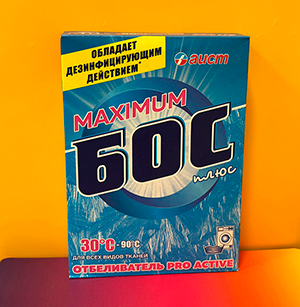 ОБЛАДАЕТ
ДЕЗИНФИЦИРУЮЩИМ
ДЕЙСТВИЕМ*
аист
MAXIMUM
БОС
плюс
30°C - 90°C
ДЛЯ ВСЕХ ВИДОВ ТКАНЕЙ
ОТБЕЛИВАТЕЛЬ PRO ACTIVE